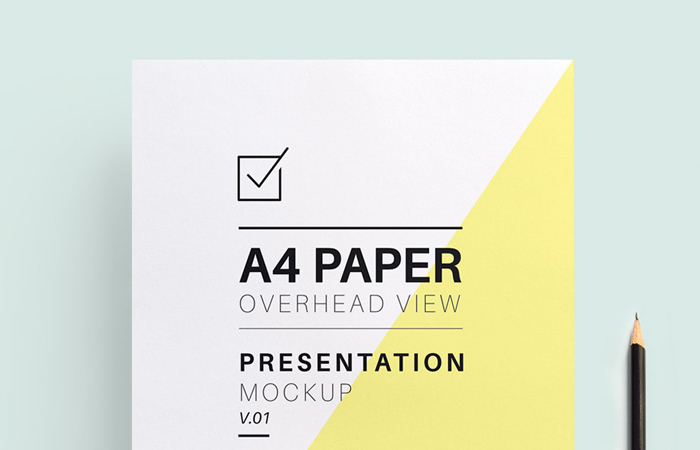 A4 PAPER
OVERHEAD VIEW
PRESENTATION
MOCKUP
V.01